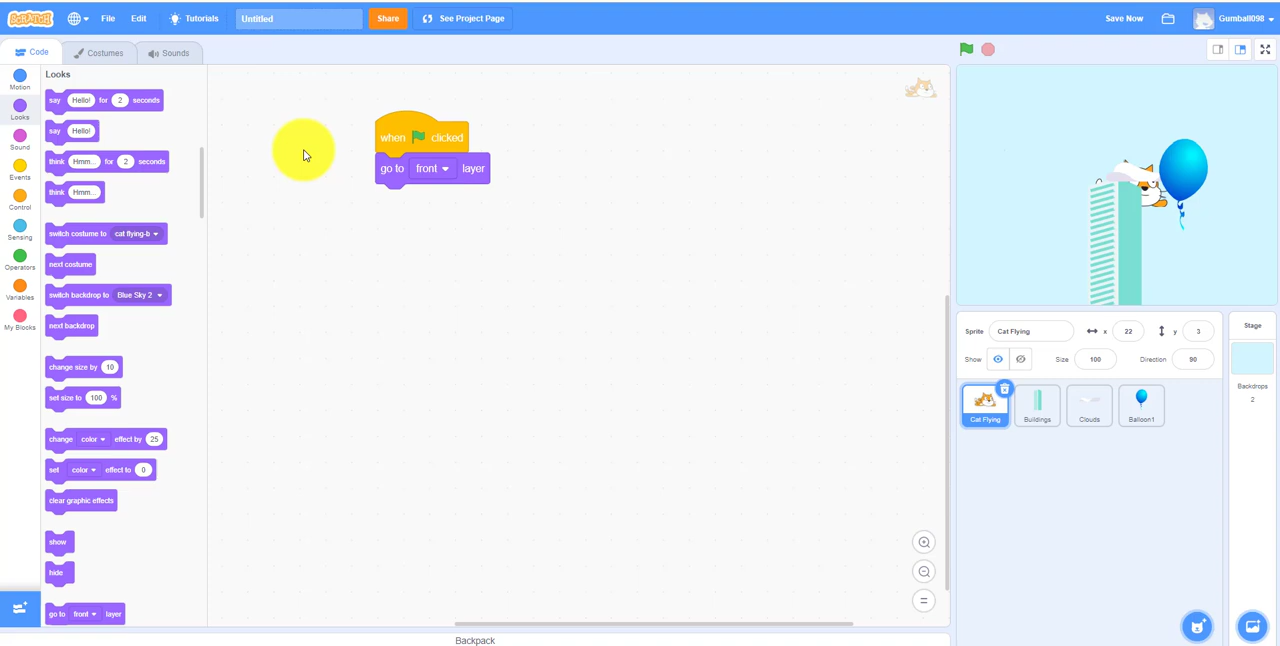 SCRATCH File Edit Tutorials Untitled Share See Project Page Save Now Gumball098
Code Costumes Sounds
Motion
Looks
Sound
Events
Control
Sensing
Operators
Variables
My Blocks
Looks
say Hello! for 2 seconds
say Hello!
think Hmm... for 2 seconds
think Hmm...
switch costume to cat flying-b
next costume
switch backdrop to Blue Sky 2
next backdrop
change size by 10
set size to 100 %
change color effect by 25
set color effect to 0
clear graphic effects
show
hide
go to front layer
when clicked
go to front layer
Backpack
Sprite Cat Flying x 22 y 3
Show Size 100 Direction 90
Cat Flying Buildings Clouds Balloon1
Stage
Backdrops
2